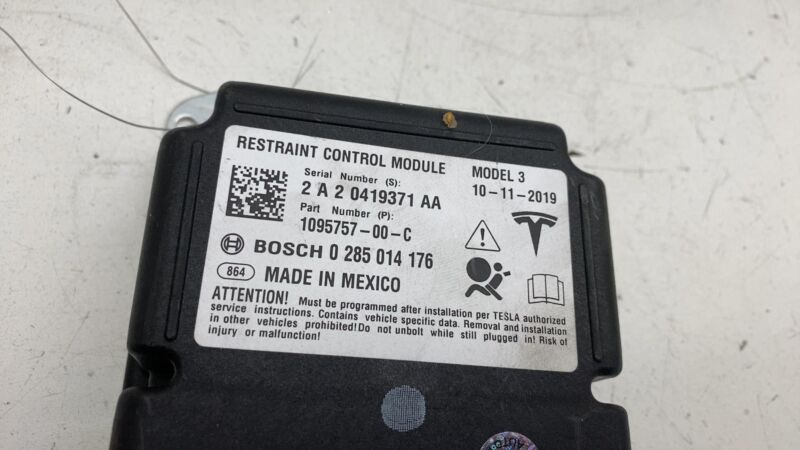 RESTRAINT CONTROL MODULE MODEL 3
Serial Number (S): 10-11-2019
2 A 2 0419371 AA
Part Number (P):
1095757-00-C
BOSCH 0 285 014 176
864 MADE IN MEXICO
ATTENTION! Must be programmed after installation per TESLA authorized
service instructions. Contains vehicle specific data. Removal and installation
in other vehicles prohibited! Do not unbolt while still plugged in! Risk of
injury or malfunction!
AUTO